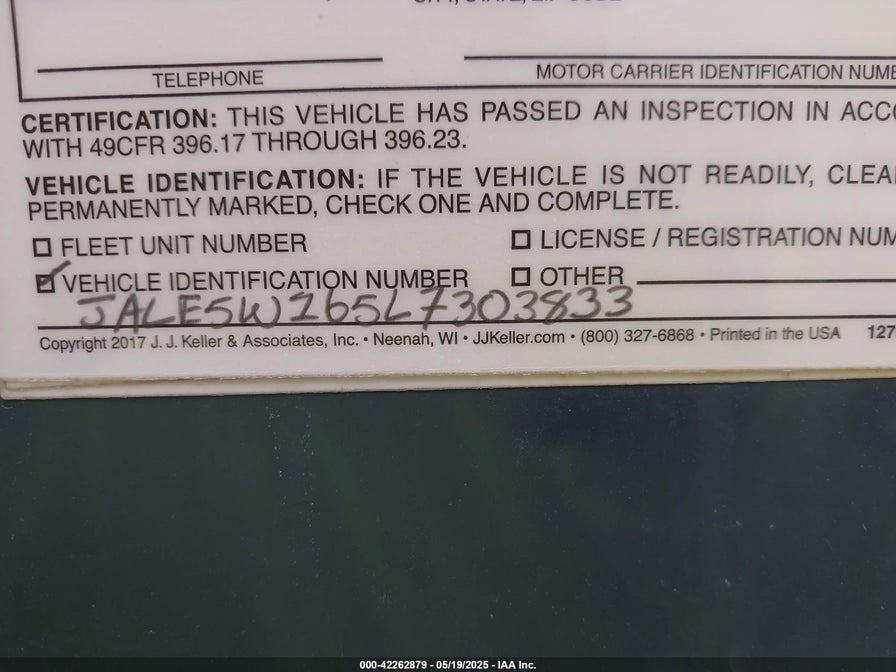 TELEPHONE MOTOR CARRIER IDENTIFICATION NUMB
CERTIFICATION: THIS VEHICLE HAS PASSED AN INSPECTION IN ACCO
WITH 49CFR 396.17 THROUGH 396.23.
VEHICLE IDENTIFICATION: IF THE VEHICLE IS NOT READILY, CLEA
PERMANENTLY MARKED, CHECK ONE AND COMPLETE.
☐ FLEET UNIT NUMBER ☐ LICENSE / REGISTRATION NUM
☑ VEHICLE IDENTIFICATION NUMBER ☐ OTHER
JALE5W165L7303833
Copyright 2017 J. J. Keller & Associates, Inc. • Neenah, WI • JJKeller.com • (800) 327-6868 • Printed in the USA 127
000-42262879 - 05/19/2025 - IAA Inc.